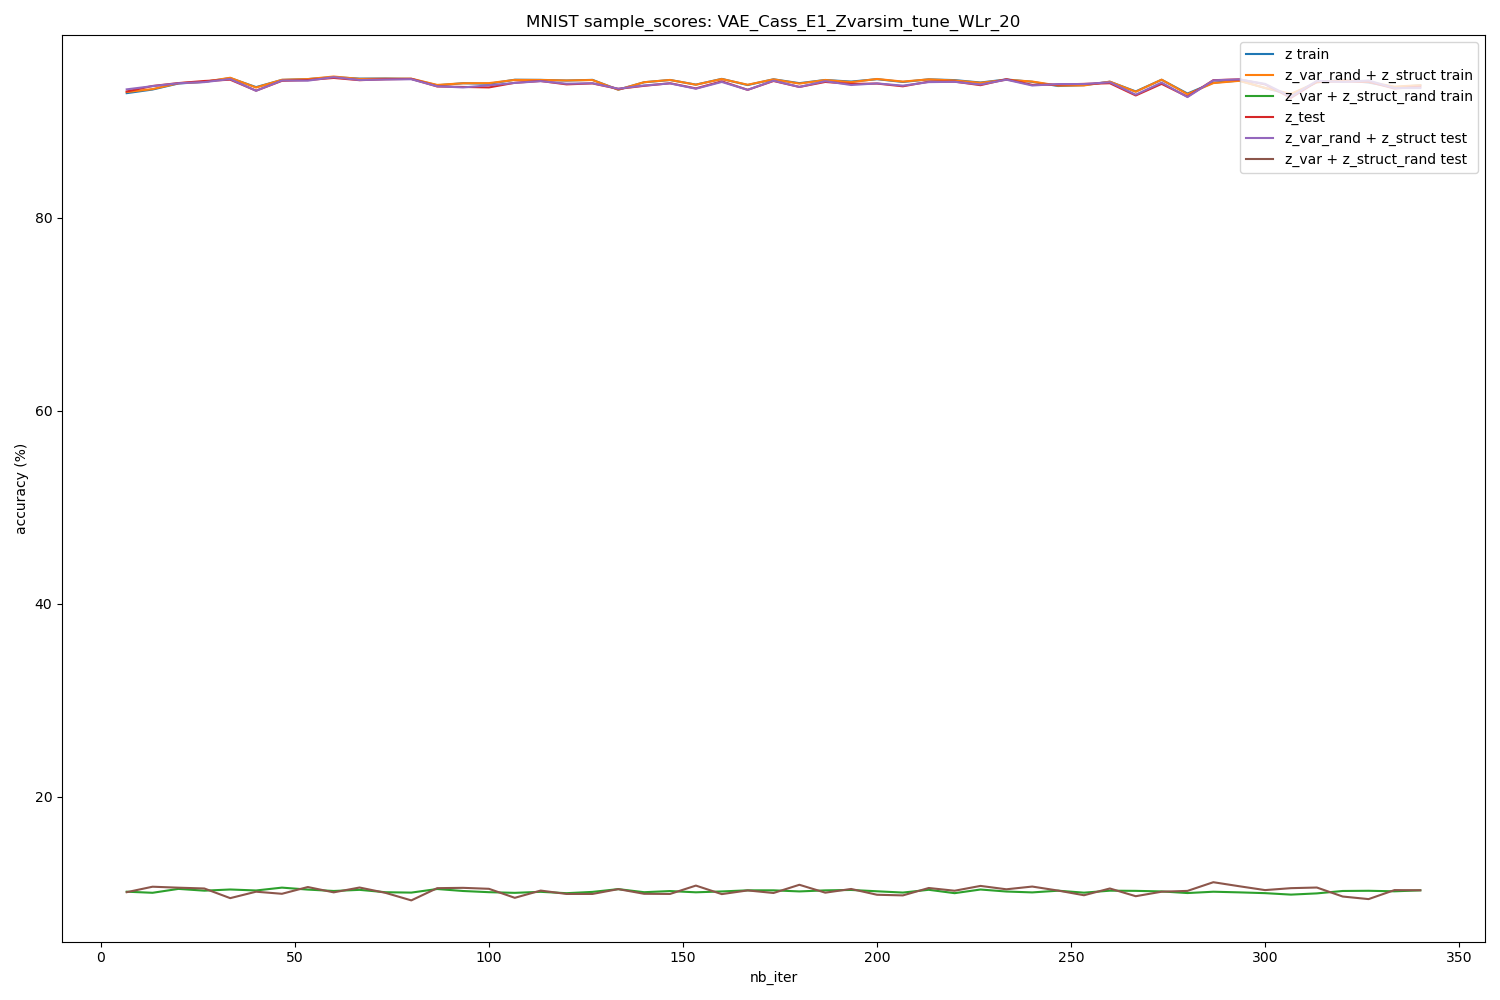 MNIST sample_scores: VAE_Cass_E1_Zvarsim_tune_WLr_20
z train
z_var_rand + z_struct train
z_var + z_struct_rand train
z_test
z_var_rand + z_struct test
z_var + z_struct_rand test
accuracy (%)
80
60
40
20
0
50
100
150
200
250
300
350
nb_iter